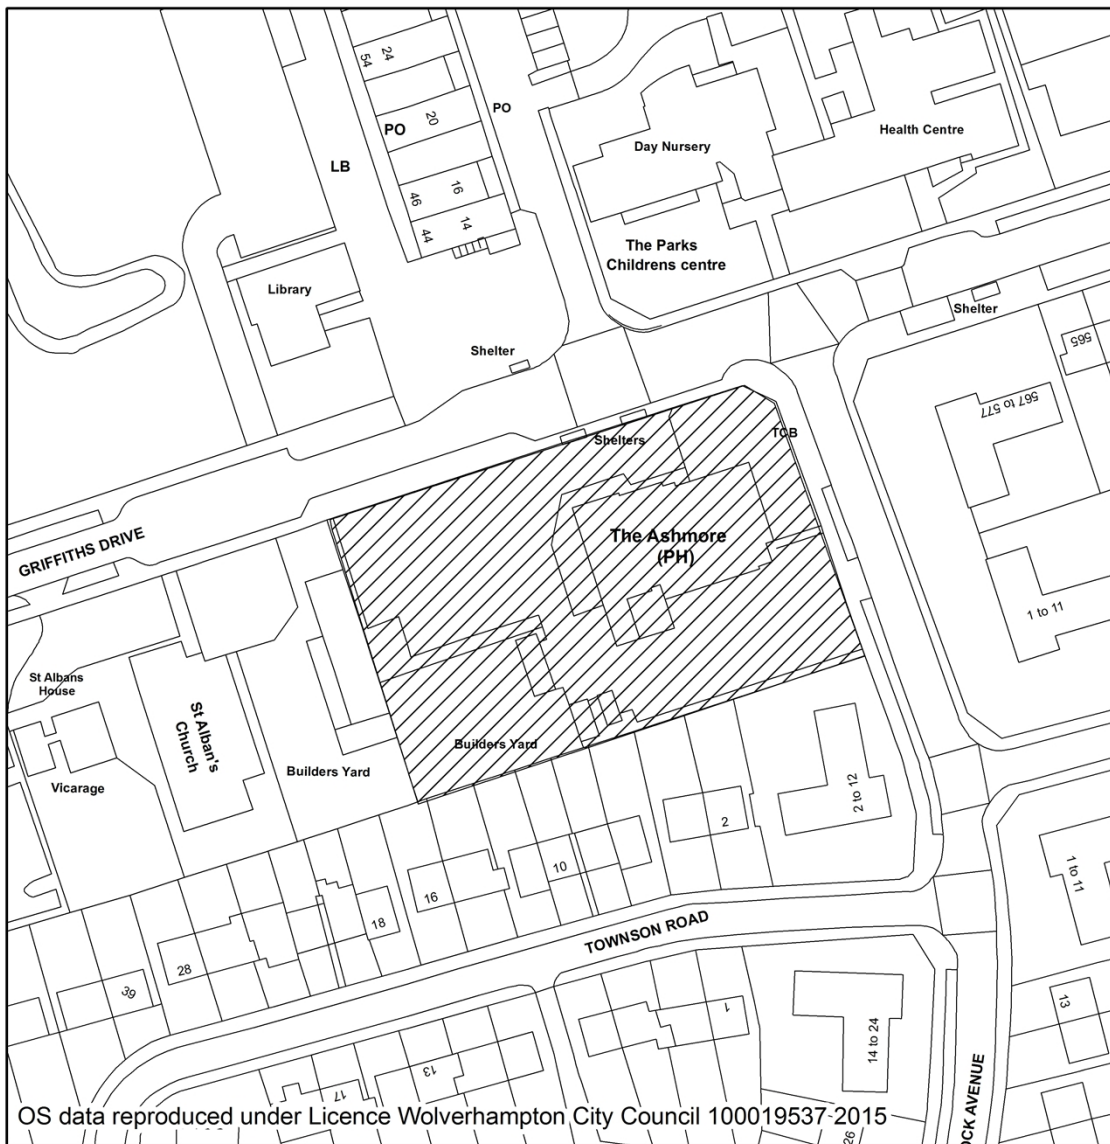 54
24
PO
20
PO
LB
46
16
44
14
Day Nursery
Health Centre
The Parks
Childrens centre
Library
Shelter
Shelter
565
567 to 577
Shelters
TCB
The Ashmore
(PH)
GRIFFITHS DRIVE
1 to 11
St Albans
House
St Alban's
Church
Builders Yard
Builders Yard
Vicarage
2
2 to 12
10
16
18
28
39
1 to 11
TOWNSON ROAD
13
1
14 to 24
13
17
OCK AVENUE
26
OS data reproduced under Licence Wolverhampton City Council 100019537-2015